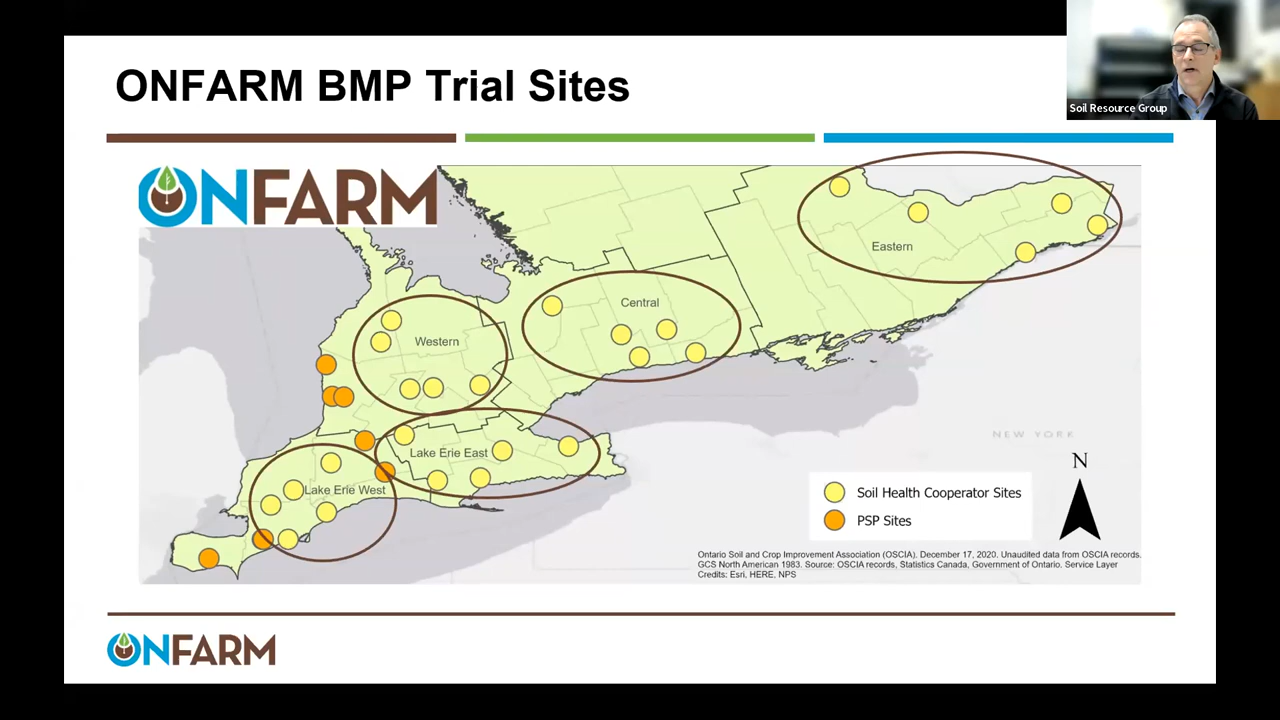 Soil Resource Group
ONFARM BMP Trial Sites
ONFARM
Eastern
Central
Western
Lake Erie East
Lake Erie West
NEW YORK
N
Soil Health Cooperator Sites
PSP Sites
Ontario Soil and Crop Improvement Association (OSCIA). December 17, 2020. Unaudited data from OSCIA records.
GCS North American 1983. Source: OSCIA records, Statistics Canada, Government of Ontario. Service Layer
Credits: Esri, HERE, NPS
ONFARM